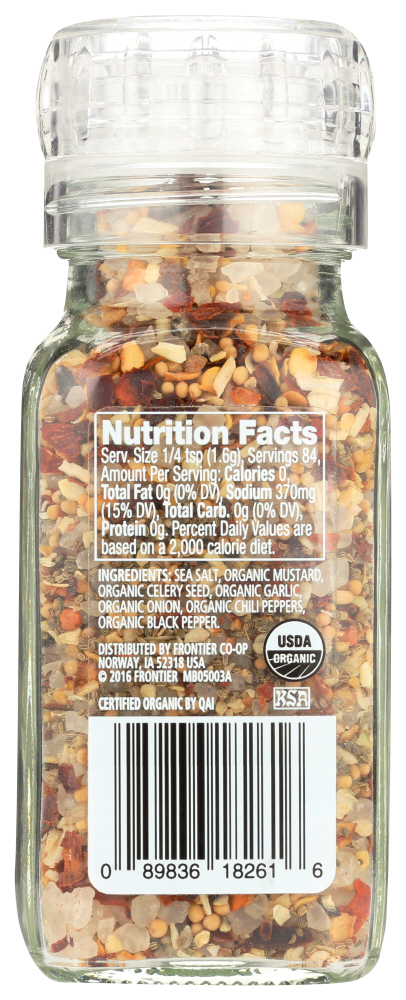 Nutrition Facts
Serv. Size 1/4 tsp (1.6g), Servings 84,
Amount Per Serving: Calories 0,
Total Fat 0g (0% DV), Sodium 370mg
(15% DV), Total Carb. 0g (0% DV),
Protein 0g. Percent Daily Values are
based on a 2,000 calorie diet.
INGREDIENTS: SEA SALT, ORGANIC MUSTARD,
ORGANIC CELERY SEED, ORGANIC GARLIC,
ORGANIC ONION, ORGANIC CHILI PEPPERS,
ORGANIC BLACK PEPPER.
DISTRIBUTED BY FRONTIER CO-OP
NORWAY, IA 52318 USA
© 2016 FRONTIER MB05003A
CERTIFIED ORGANIC BY QAI
USDA
ORGANIC
KSA
0 89836 18261 6